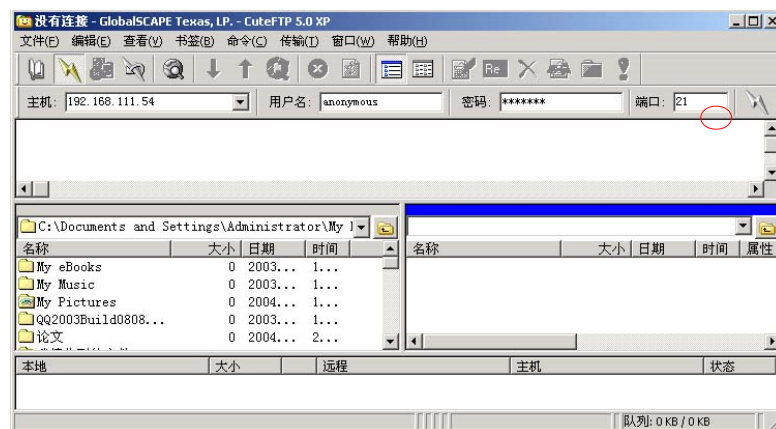 没有连接 - GlobalSCAPE Texas, LP. - CuteFTP 5.0 XP
文件(F) 编辑(E) 查看(V) 书签(B) 命令(C) 传输(T) 窗口(W) 帮助(H)
Re
主机: 192.168.111.54 用户名: anonymous 密码: ******* 端口: 21
C:\Documents and Settings\Administrator\My
名称 大小 日期 时间 名称 大小 日期 时间 属性
My eBooks 0 2003... 1...
My Music 0 2003... 1...
My Pictures 0 2004... 1...
QQ2003Build0808... 0 2003... 1...
论文 0 2004... 2...
本地 大小 远程 主机 状态
队列: 0 KB / 0 KB